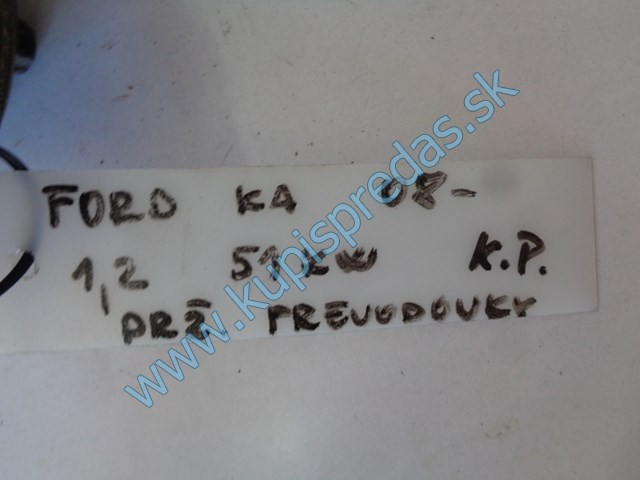 FORD KA 08-
1,2 51KW K.P.
DRŽ PREVODOVKY
www.kupispredas.sk